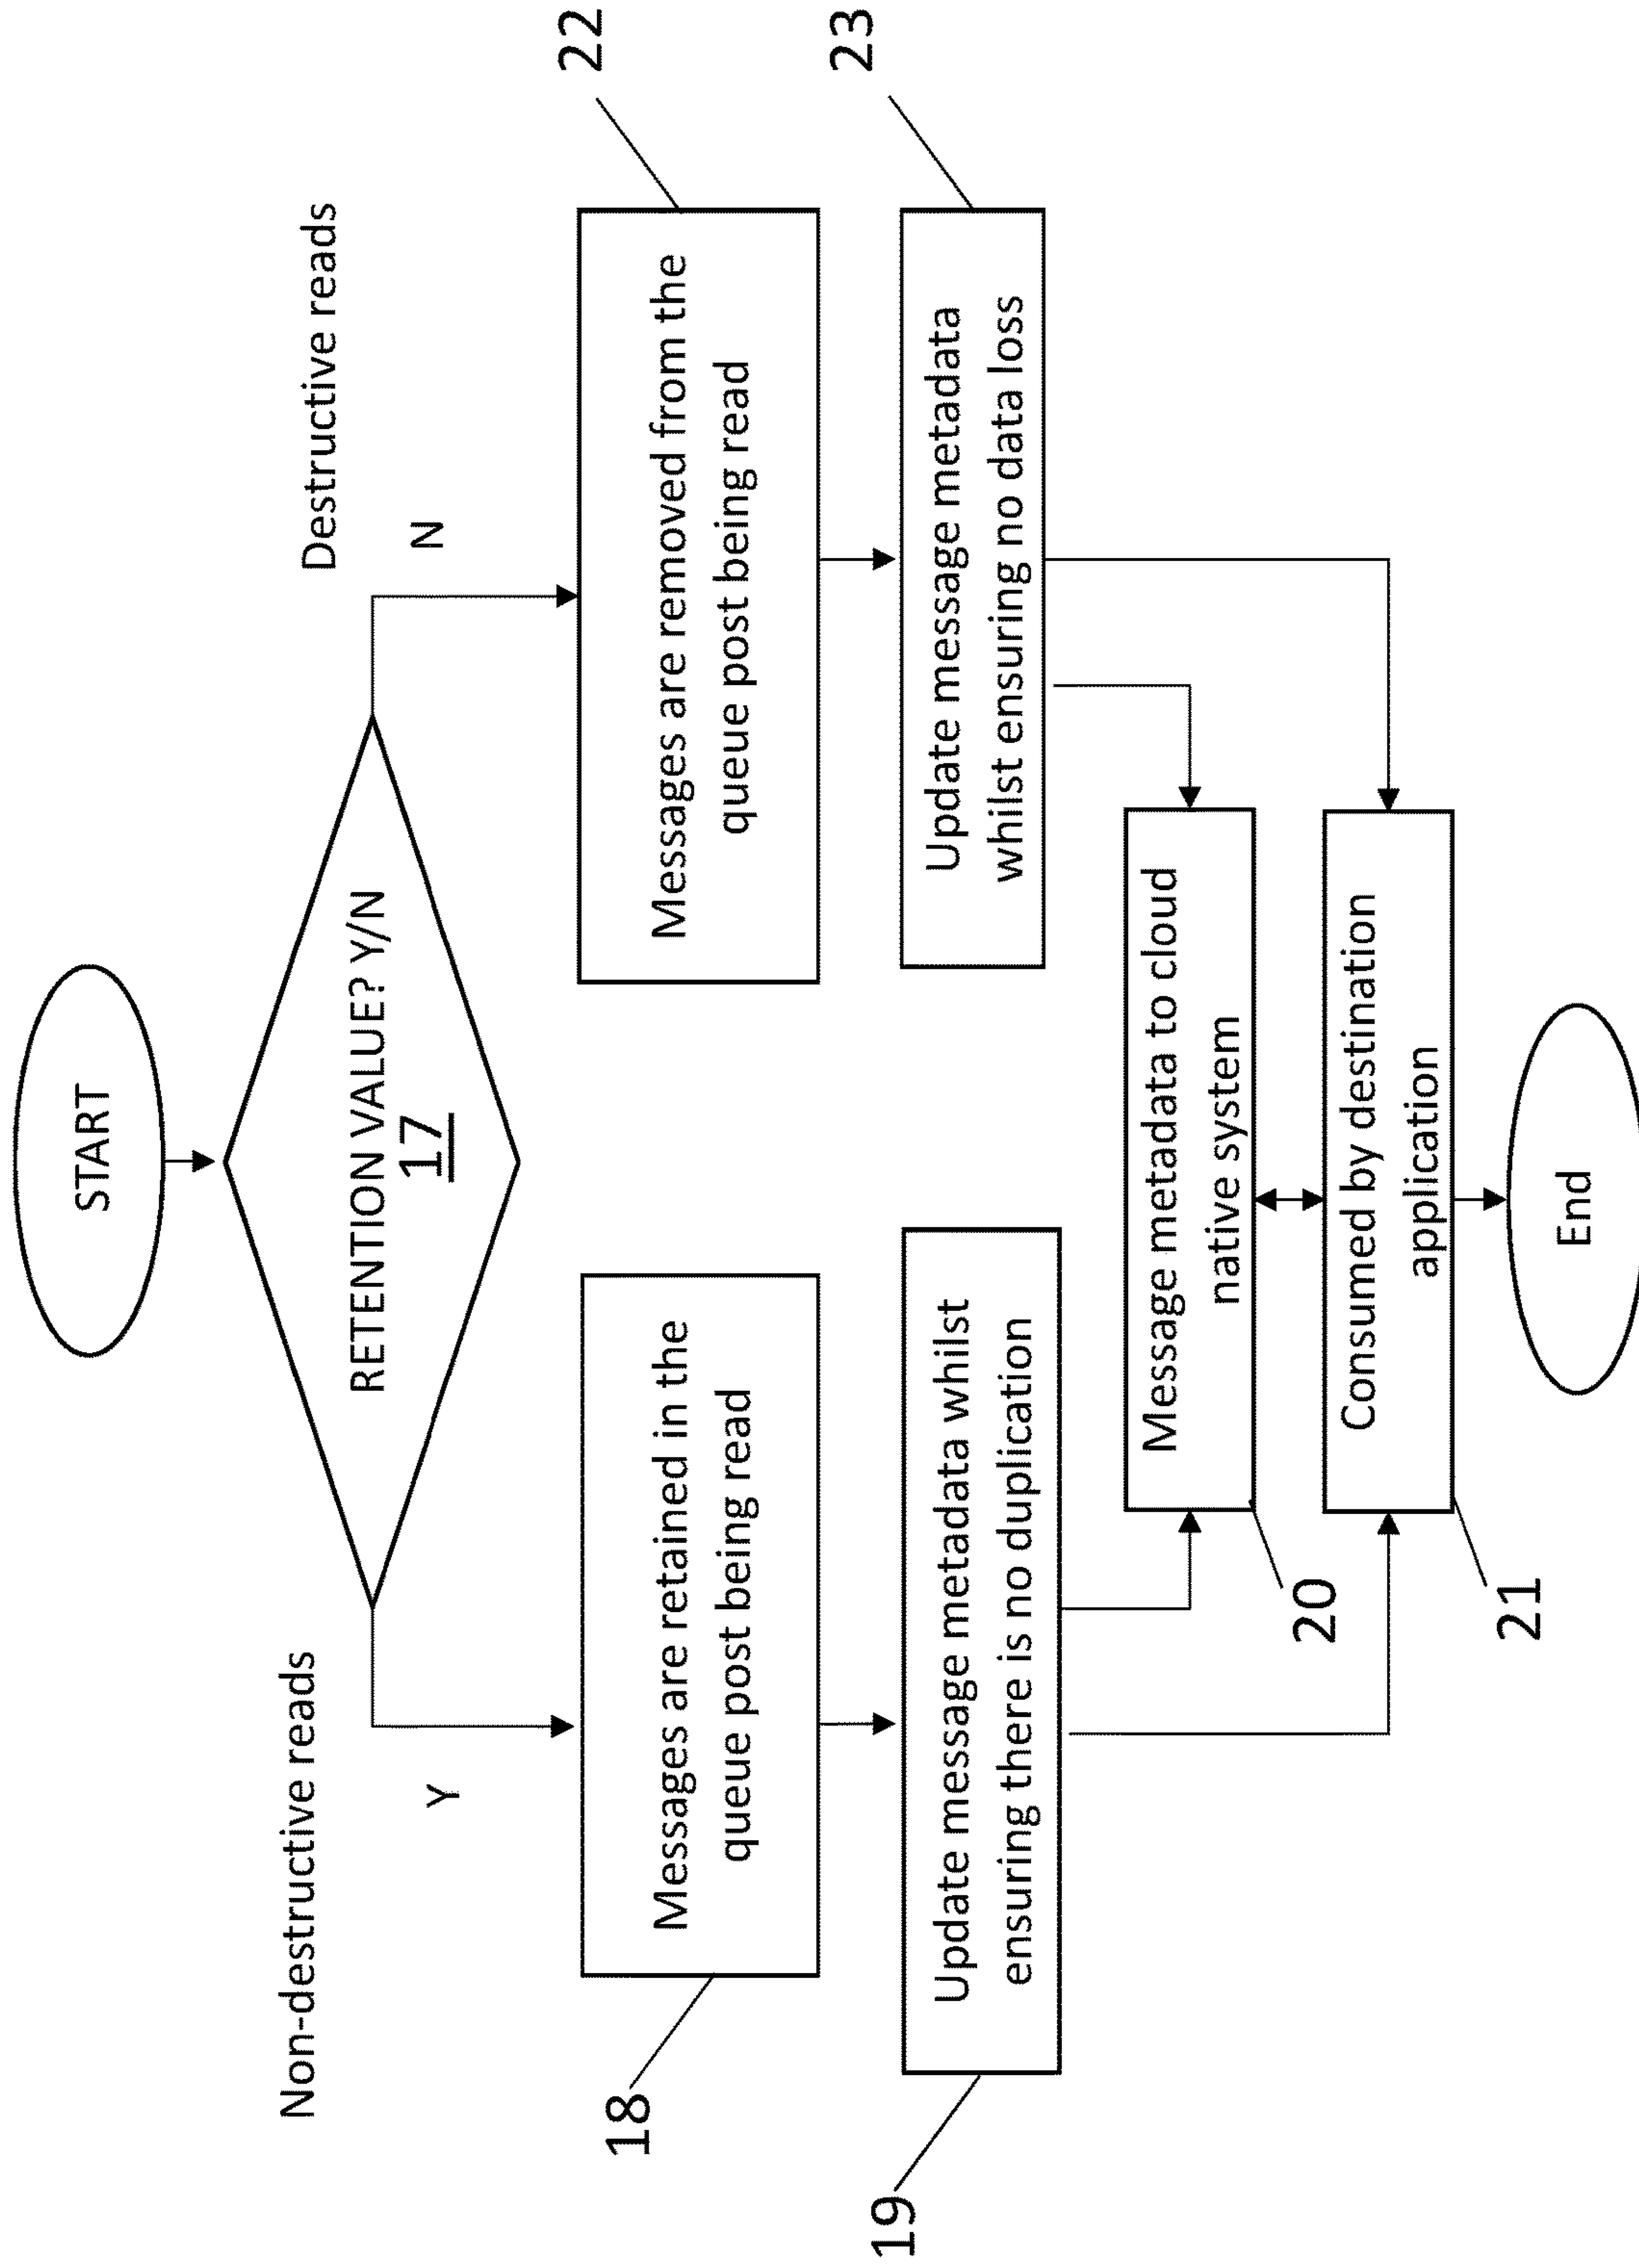 START
RETENTION VALUE? Y/N
17
Non-destructive reads
Y
Destructive reads
N
Messages are retained in the
queue post being read
18
Messages are removed from the
queue post being read
22
Update message metadata whilst
ensuring there is no duplication
19
Update message metadata
whilst ensuring no data loss
23
Message metadata to cloud
native system
20
Consumed by destination
application
21
End